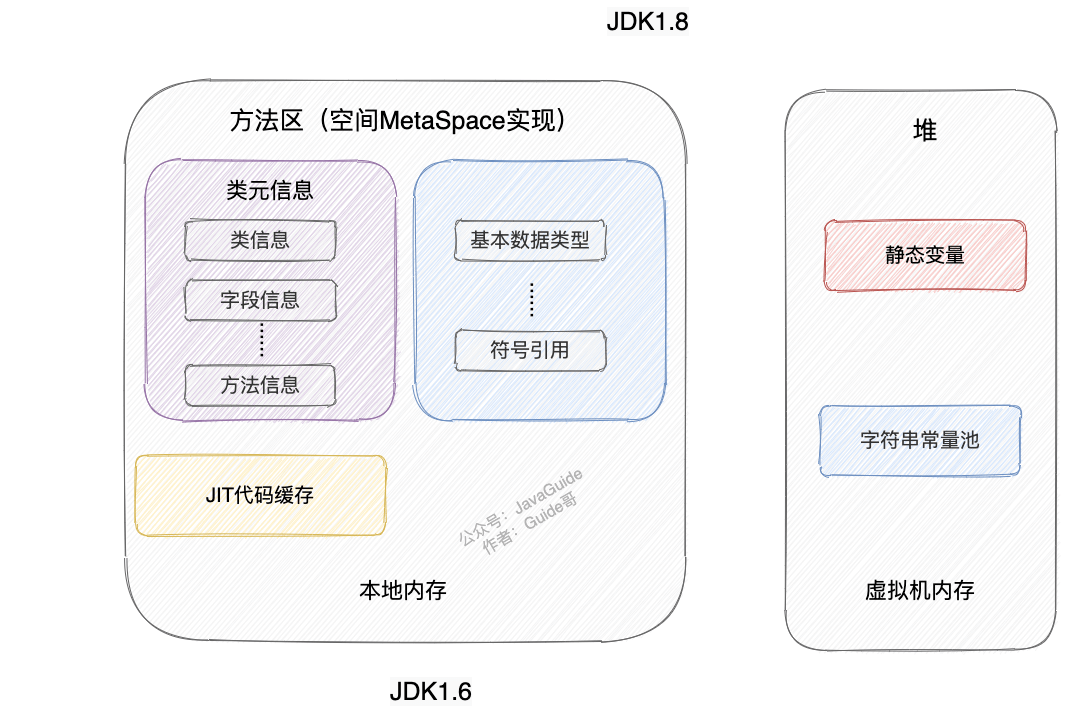 JDK1.8
方法区（空间MetaSpace实现）
类元信息
类信息
字段信息
方法信息
基本数据类型
符号引用
JIT代码缓存
公众号：JavaGuide
作者：Guide哥
本地内存
堆
静态变量
字符串常量池
虚拟机内存
JDK1.6